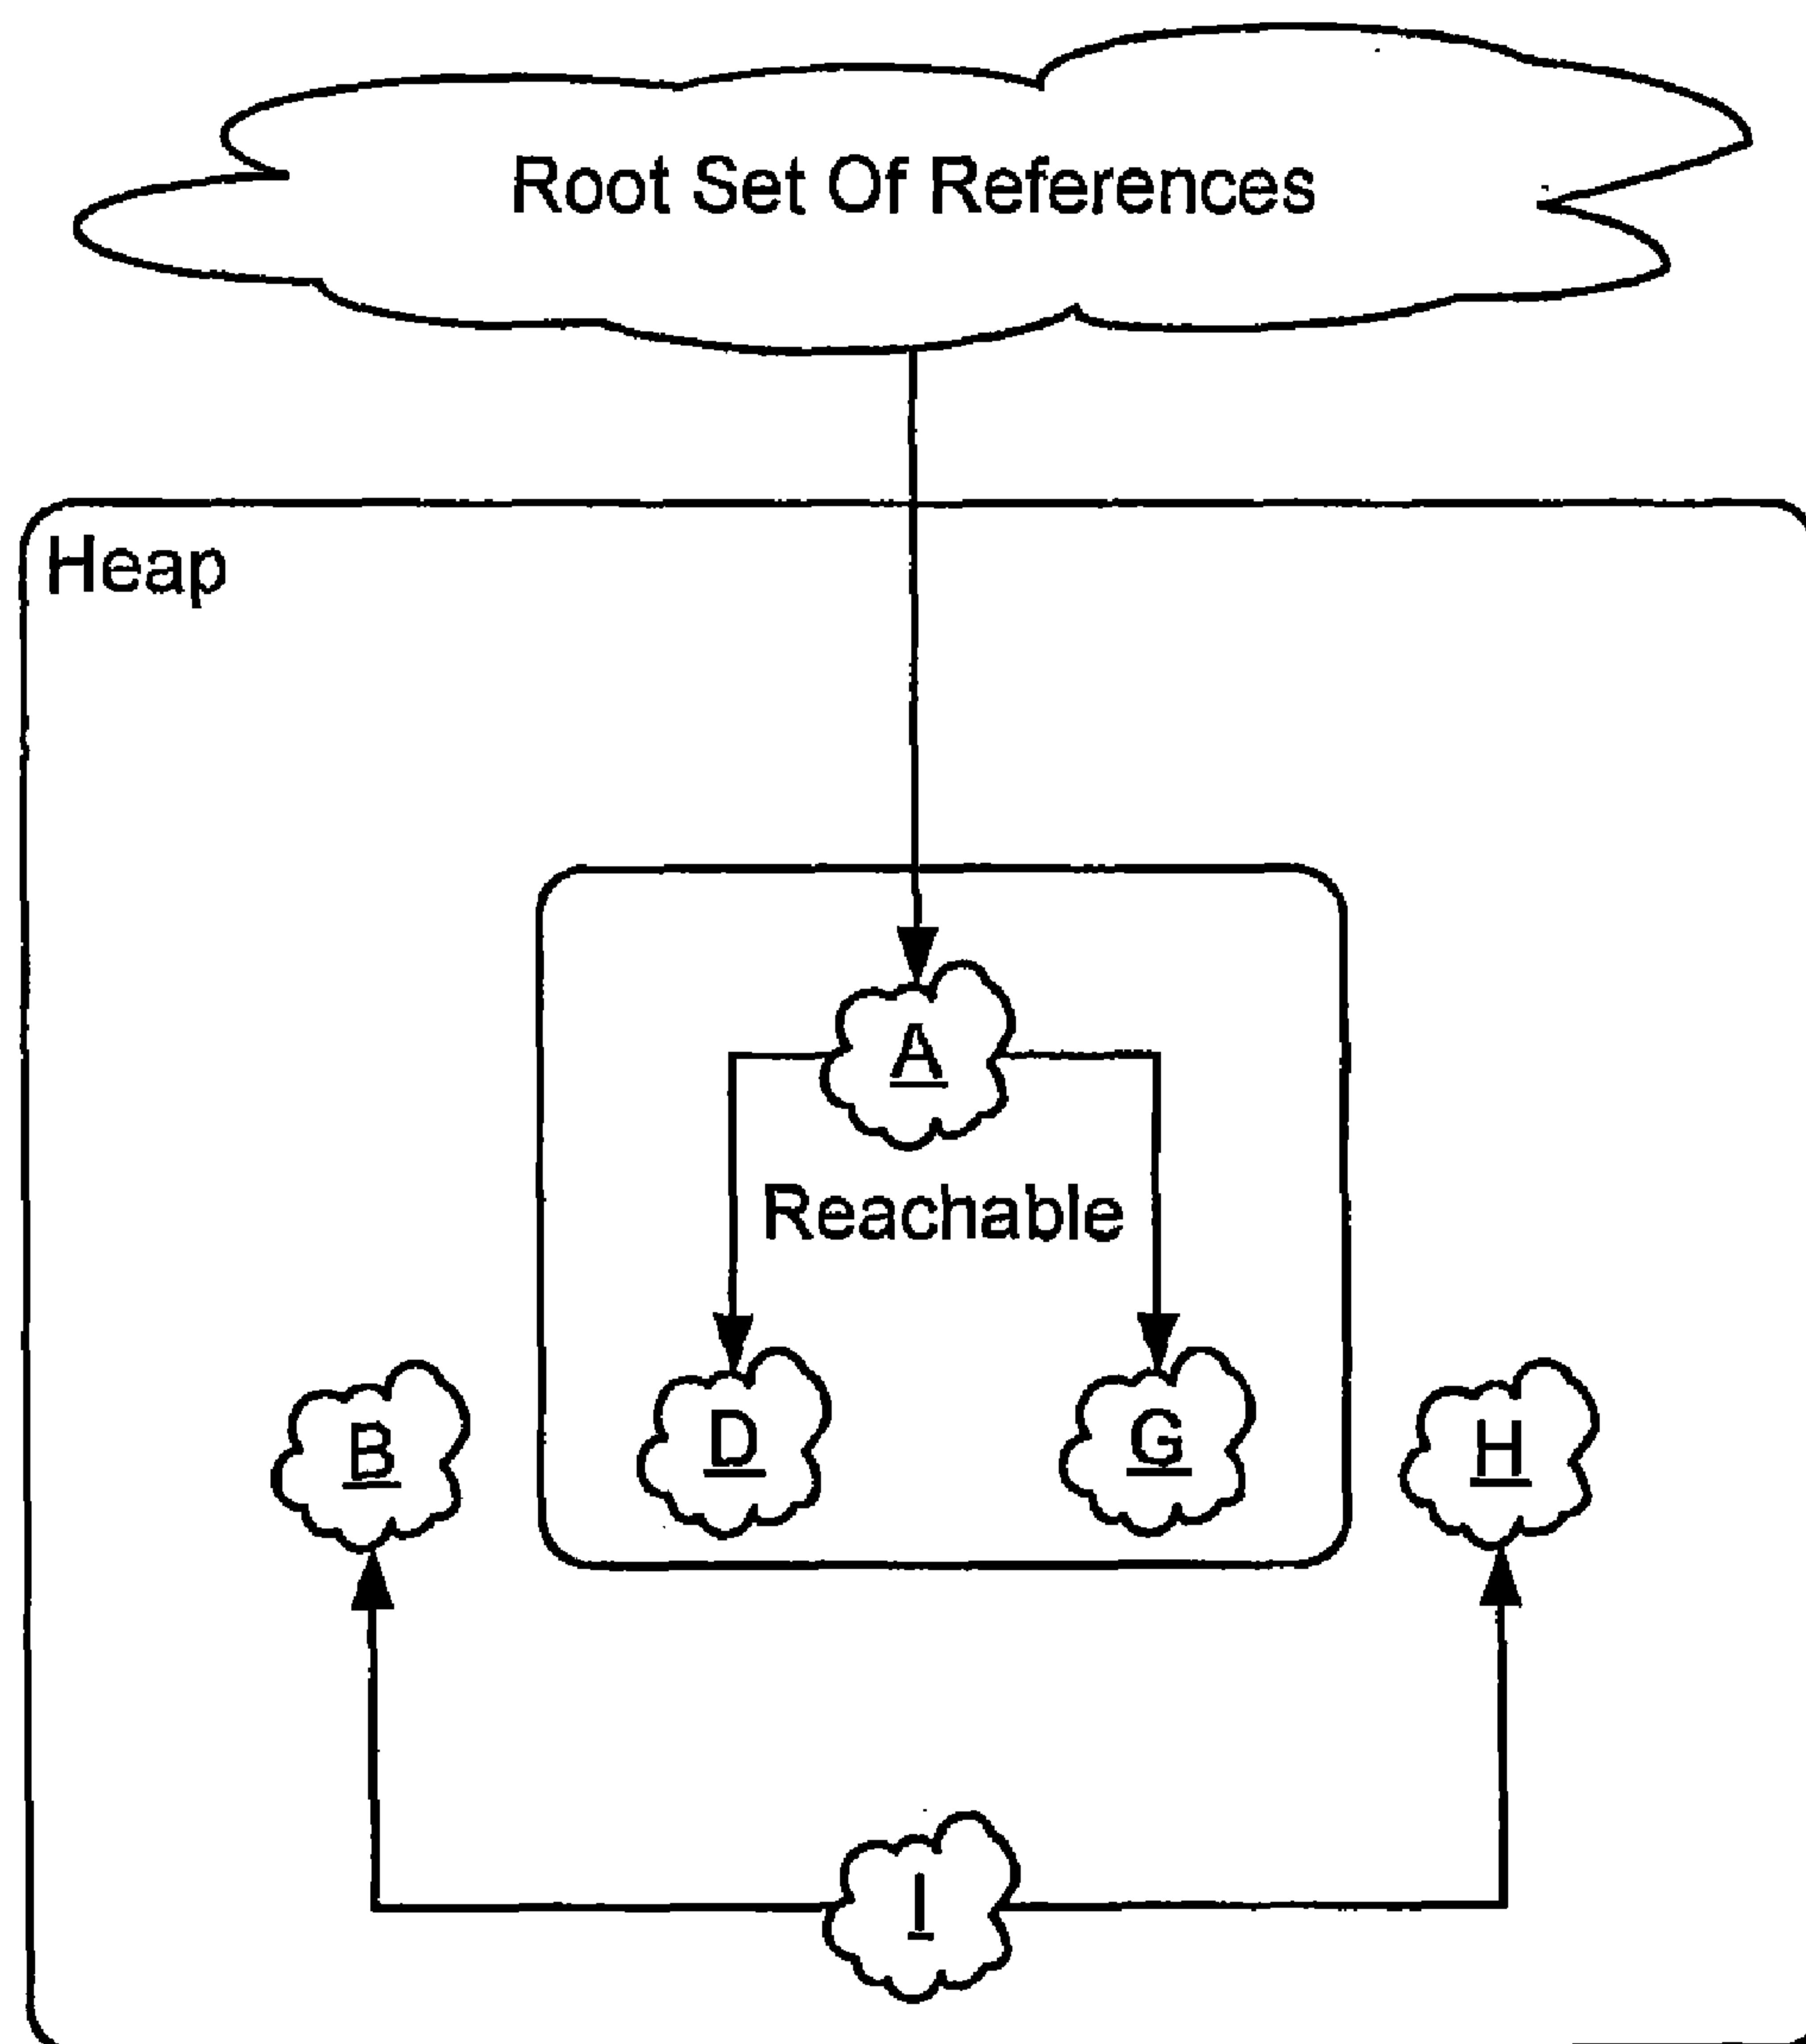 Root Set Of References
Heap
A
Reachable
B
D
G
H
I